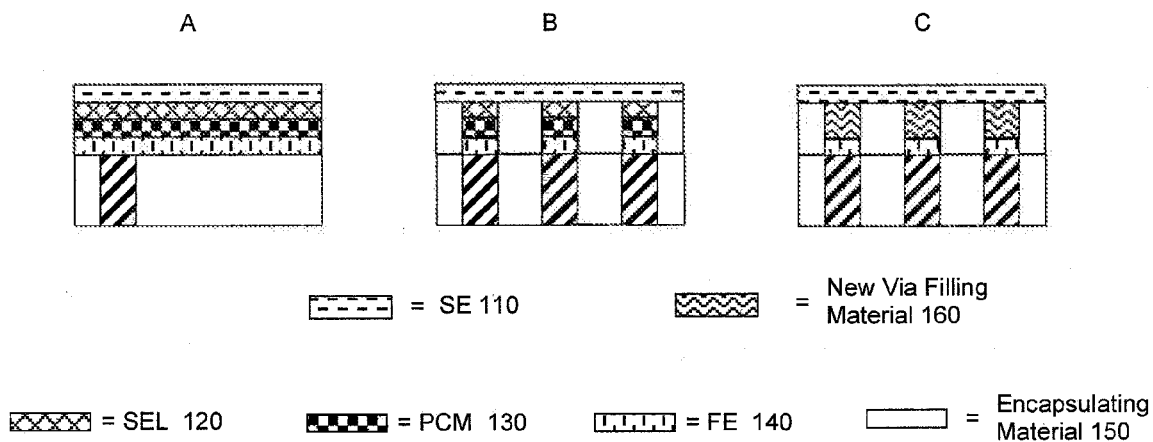 A B C
= SE 110
= New Via Filling
Material 160
= SEL 120 = PCM 130 = FE 140 = Encapsulating
Material 150